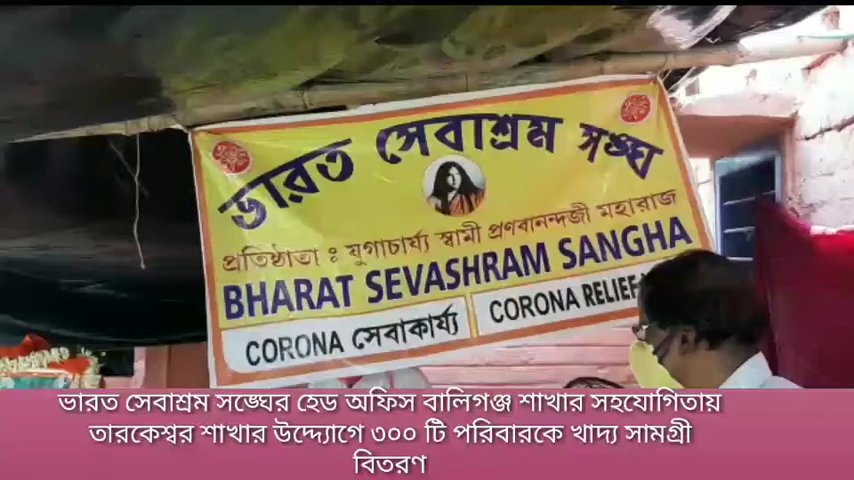 ভারত সেবাশ্রম সঙ্ঘ
প্রতিষ্ঠাতা : যুগাচার্য্য স্বামী প্রণবানন্দজী মহারাজ
BHARAT SEVASHRAM SANGHA
CORONA সেবাকার্য্য
CORONA RELIEF
ভারত সেবাশ্রম সঙ্ঘের হেড অফিস বালিগঞ্জ শাখার সহযোগিতায়
তারকেশ্বর শাখার উদ্দ্যোগে ৩০০ টি পরিবারকে খাদ্য সামগ্রী
বিতরণ